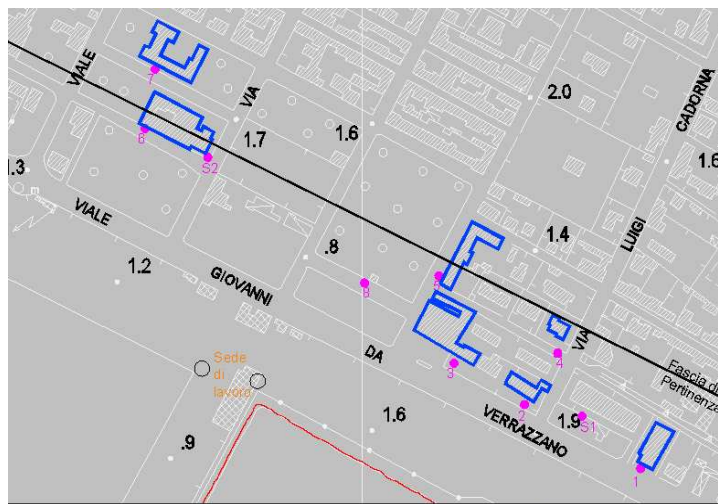 VIALE
CADORNA
7
VIA
2.0
6
1.7
1.6
S2
1.6
1.3
VIALE
LUIGI
1.4
.8
1.2
GIOVANNI
5
8
VIA
DA
Sede
di
lavoro
3
4
Fascia di
Pertinenze
2
VERRAZZANO
1.9
S1
1.6
.9
1